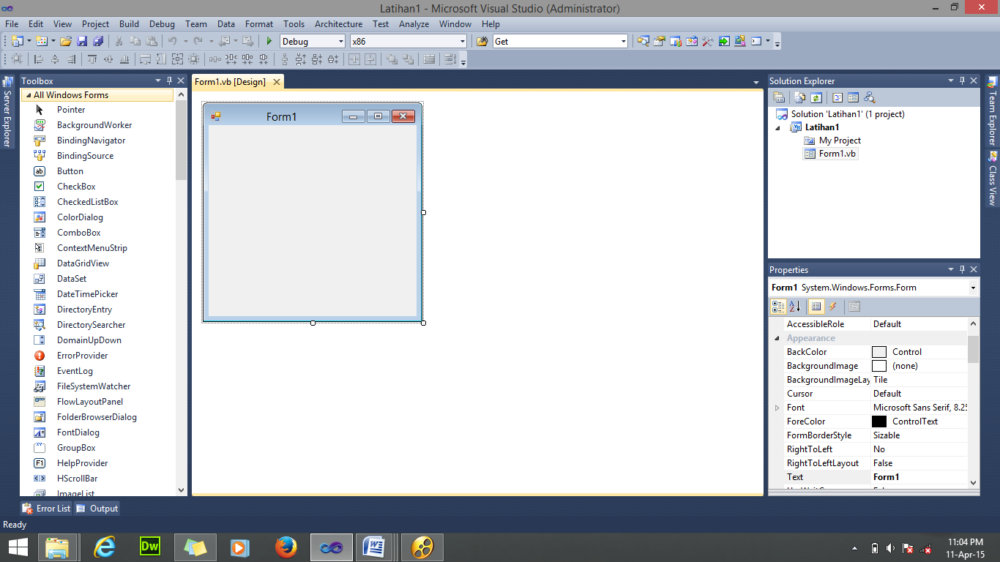 Latihan1 - Microsoft Visual Studio (Administrator)
File Edit View Project Build Debug Team Data Format Tools Architecture Test Analyze Window Help
Debug x86 Get
Server Explorer
Toolbox
All Windows Forms
Pointer
BackgroundWorker
BindingNavigator
BindingSource
Button
CheckBox
CheckedListBox
ColorDialog
ComboBox
ContextMenuStrip
DataGridView
DataSet
DateTimePicker
DirectoryEntry
DirectorySearcher
DomainUpDown
ErrorProvider
EventLog
FileSystemWatcher
FlowLayoutPanel
FolderBrowserDialog
FontDialog
GroupBox
HelpProvider
HScrollBar
ImageList
Form1.vb [Design]
Form1
Solution Explorer
Solution 'Latihan1' (1 project)
Latihan1
My Project
Form1.vb
Team Explorer
Class View
Properties
Form1 System.Windows.Forms.Form
AccessibleRole Default
Appearance
BackColor Control
BackgroundImage (none)
BackgroundImageLay Tile
Cursor Default
Font Microsoft Sans Serif, 8.25
ForeColor ControlText
FormBorderStyle Sizable
RightToLeft No
RightToLeftLayout False
Text Form1
Error List Output
Ready
Dw
11:04 PM
11-Apr-15